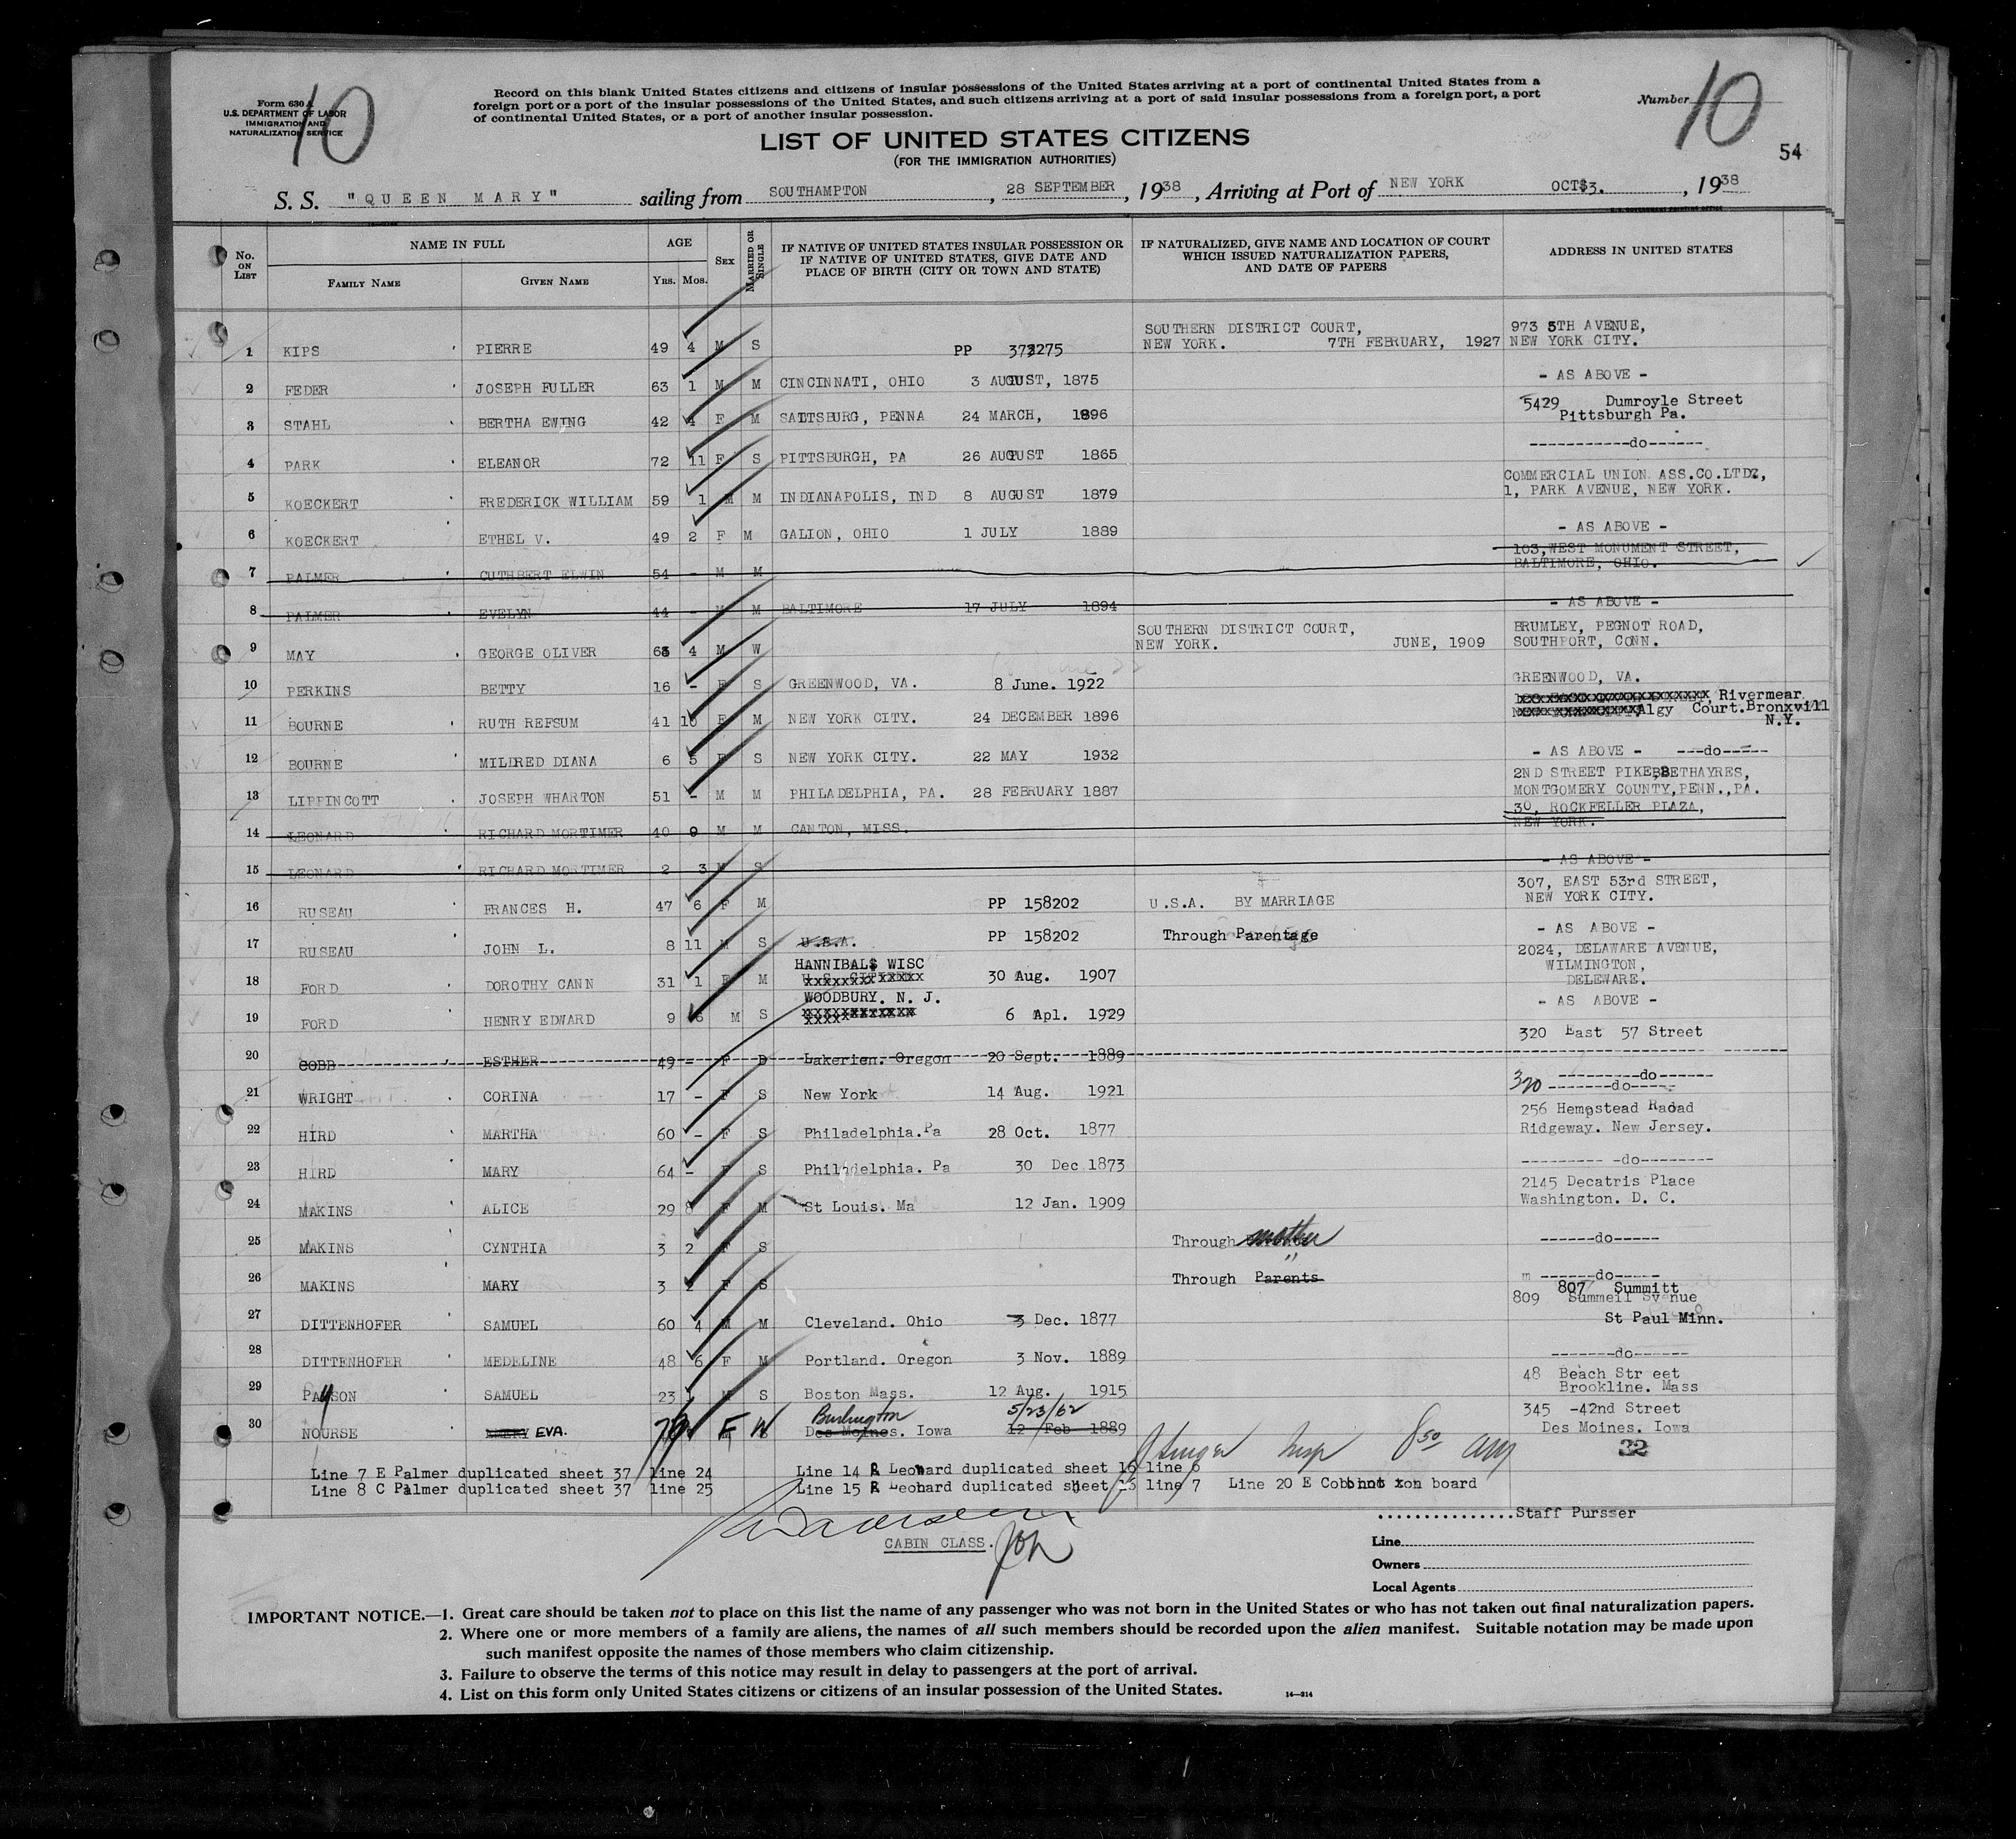 Form 630 A
U.S. DEPARTMENT OF LABOR
IMMIGRATION AND
NATURALIZATION SERVICE
10
Record on this blank United States citizens and citizens of insular possessions of the United States arriving at a port of continental United States from a
foreign port or a port of the insular possessions of the United States, and such citizens arriving at a port of said insular possessions from a foreign port, a port
of continental United States, or a port of another insular possession.
Number 10
54
LIST OF UNITED STATES CITIZENS
(FOR THE IMMIGRATION AUTHORITIES)
S. S. "QUEEN MARY" sailing from SOUTHAMPTON, 28 SEPTEMBER, 1938, Arriving at Port of NEW YORK OCT 3., 1938
No. ON LIST
NAME IN FULL
FAMILY NAME
GIVEN NAME
AGE
YRS. MOS.
SEX
MARRIED OR SINGLE
IF NATIVE OF UNITED STATES INSULAR POSSESSION OR
IF NATIVE OF UNITED STATES, GIVE DATE AND
PLACE OF BIRTH (CITY OR TOWN AND STATE)
IF NATURALIZED, GIVE NAME AND LOCATION OF COURT
WHICH ISSUED NATURALIZATION PAPERS,
AND DATE OF PAPERS
ADDRESS IN UNITED STATES
1 KIPS PIERRE 49 4 M S PP SOUTHERN DISTRICT COURT, NEW YORK. 7TH FEBRUARY, 1927 973 5TH AVENUE, NEW YORK CITY.
2 FEDER JOSEPH FULLER 63 1 M M CINCINNATI, OHIO 3 AUGUST, 1875 - AS ABOVE -
3 STAHL BERTHA EWING 42 4 F M SALTSBURG, PENNA 24 MARCH, 1896 5429 Dumroyle Street Pittsburgh Pa.
4 PARK ELEANOR 72 11 F S PITTSBURGH, PA 26 AUGUST 1865 -----------do------
5 KOECKERT FREDERICK WILLIAM 59 1 M M INDIANAPOLIS, IND 8 AUGUST 1879 COMMERCIAL UNION ASS.CO.LTD., 1, PARK AVENUE, NEW YORK.
6 KOECKERT ETHEL V. 49 2 F M GALION, OHIO 1 JULY 1889 - AS ABOVE -
7 PALMER CUTHBERT ELWIN 54 - M M 103, WEST MONUMENT STREET, BALTIMORE, OHIO.
8 PALMER EVELYN 44 - M BALTIMORE 17 JULY 1894 - AS ABOVE -
9 MAY GEORGE OLIVER 63 4 M W SOUTHERN DISTRICT COURT, NEW YORK. JUNE, 1909 BRUMLEY, PEGNOT ROAD, SOUTHPORT, CONN.
10 PERKINS BETTY 16 - F S GREENWOOD, VA. 8 June. 1922 GREENWOOD, VA.
11 BOURNE RUTH REFSUM 41 10 F M NEW YORK CITY. 24 DECEMBER 1896 Rivermear Algy Court. Bronxvill N.Y.
12 BOURNE MILDRED DIANA 6 5 F S NEW YORK CITY. 22 MAY 1932 - AS ABOVE - ---do-----
13 LIPPINCOTT JOSEPH WHARTON 51 - M M PHILADELPHIA, PA. 28 FEBRUARY 1887 2ND STREET PIKE, BETHAYRES, MONTGOMERY COUNTY, PENN., PA.
14 LEONARD RICHARD MORTIMER 40 9 M M CANTON, MISS. 30, ROCKFELLER PLAZA, NEW YORK.
15 LEONARD RICHARD MORTIMER 2 3 M S - AS ABOVE -
16 RUSEAU FRANCES H. 47 6 F M PP 158202 U.S.A. BY MARRIAGE 307, EAST 53rd STREET, NEW YORK CITY.
17 RUSEAU JOHN L. 8 11 M S U.S.A. PP 158202 Through Parentage - AS ABOVE -
18 FORD DOROTHY CANN 31 1 F M HANNIBAL$ WISC 30 Aug. 1907 2024, DELAWARE AVENUE, WILMINGTON, DELEWARE.
19 FORD HENRY EDWARD 9 6 M S WOODBURY. N. J. 6 Apl. 1929 - AS ABOVE -
20 COBB ESTHER 49 - F D Lakerien. Oregon 20 Sept. 1889 320 East 57 Street
21 WRIGHT CORINA 17 - F S New York 14 Aug. 1921 ---------do------ 320 -------do-----
22 HIRD MARTHA 60 - F S Philadelphia. Pa 28 Oct. 1877 256 Hempstead Raoad Ridgeway. New Jersey.
23 HIRD MARY 64 - F S Philadelphia. Pa 30 Dec 1873 --------- -do--------
24 MAKINS ALICE 29 8 F M St Louis. Ma 12 Jan. 1909 2145 Decatris Place Washington. D. C.
25 MAKINS CYNTHIA 3 2 F S Through mother ------do-----
26 MAKINS MARY 3 2 F S Through Parents " m ------do-----
27 DITTENHOFER SAMUEL 60 4 M M Cleveland. Ohio 3 Dec. 1877 807 Summitt 809 Summeil Svenue St Paul Minn.
28 DITTENHOFER MEDELINE 48 6 F M Portland. Oregon 3 Nov. 1889 -------do------
29 PAYSON SAMUEL 23 1 M S Boston Mass. 12 Aug. 1915 48 Beach Str eet Brookline. Mass
30 NOURSE EVA. F W Burlington Des Moines. Iowa 5/23/62 12 Feb 1889 345 -42nd Street Des Moines. Iowa
32
Line 7 E Palmer duplicated sheet 37 line 24
Line 8 C Palmer duplicated sheet 37 line 25
Line 14 R Leonard duplicated sheet 16 line 6
Line 15 R Leonard duplicated sheet line 7
Line 20 E Cobb not on board
CABIN CLASS.
...............Staff Pursser
Line
Owners
Local Agents
IMPORTANT NOTICE.—1. Great care should be taken not to place on this list the name of any passenger who was not born in the United States or who has not taken out final naturalization papers.
2. Where one or more members of a family are aliens, the names of all such members should be recorded upon the alien manifest. Suitable notation may be made upon
such manifest opposite the names of those members who claim citizenship.
3. Failure to observe the terms of this notice may result in delay to passengers at the port of arrival.
4. List on this form only United States citizens or citizens of an insular possession of the United States.
14—314